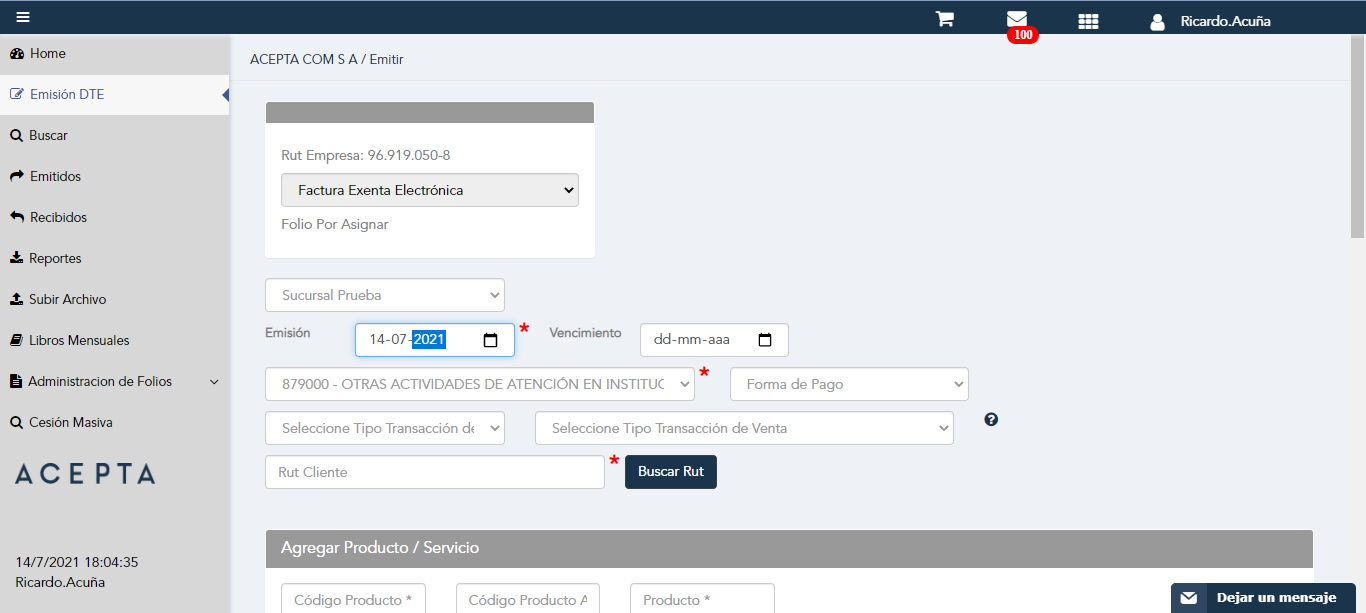 100
Ricardo.Acuña
Home
Emisión DTE
Buscar
Emitidos
Recibidos
Reportes
Subir Archivo
Libros Mensuales
Administracion de Folios
Cesión Masiva
ACEPTA
14/7/2021 18:04:35
Ricardo.Acuña
ACEPTA COM S A / Emitir
Rut Empresa: 96.919.050-8
Factura Exenta Electrónica
Folio Por Asignar
Sucursal Prueba
Emisión 14-07-2021 * Vencimiento dd-mm-aaa
879000 - OTRAS ACTIVIDADES DE ATENCIÓN EN INSTITUC * Forma de Pago
Seleccione Tipo Transacción de Seleccione Tipo Transacción de Venta ?
Rut Cliente * Buscar Rut
Agregar Producto / Servicio
Código Producto * Código Producto A Producto *
Dejar un mensaje